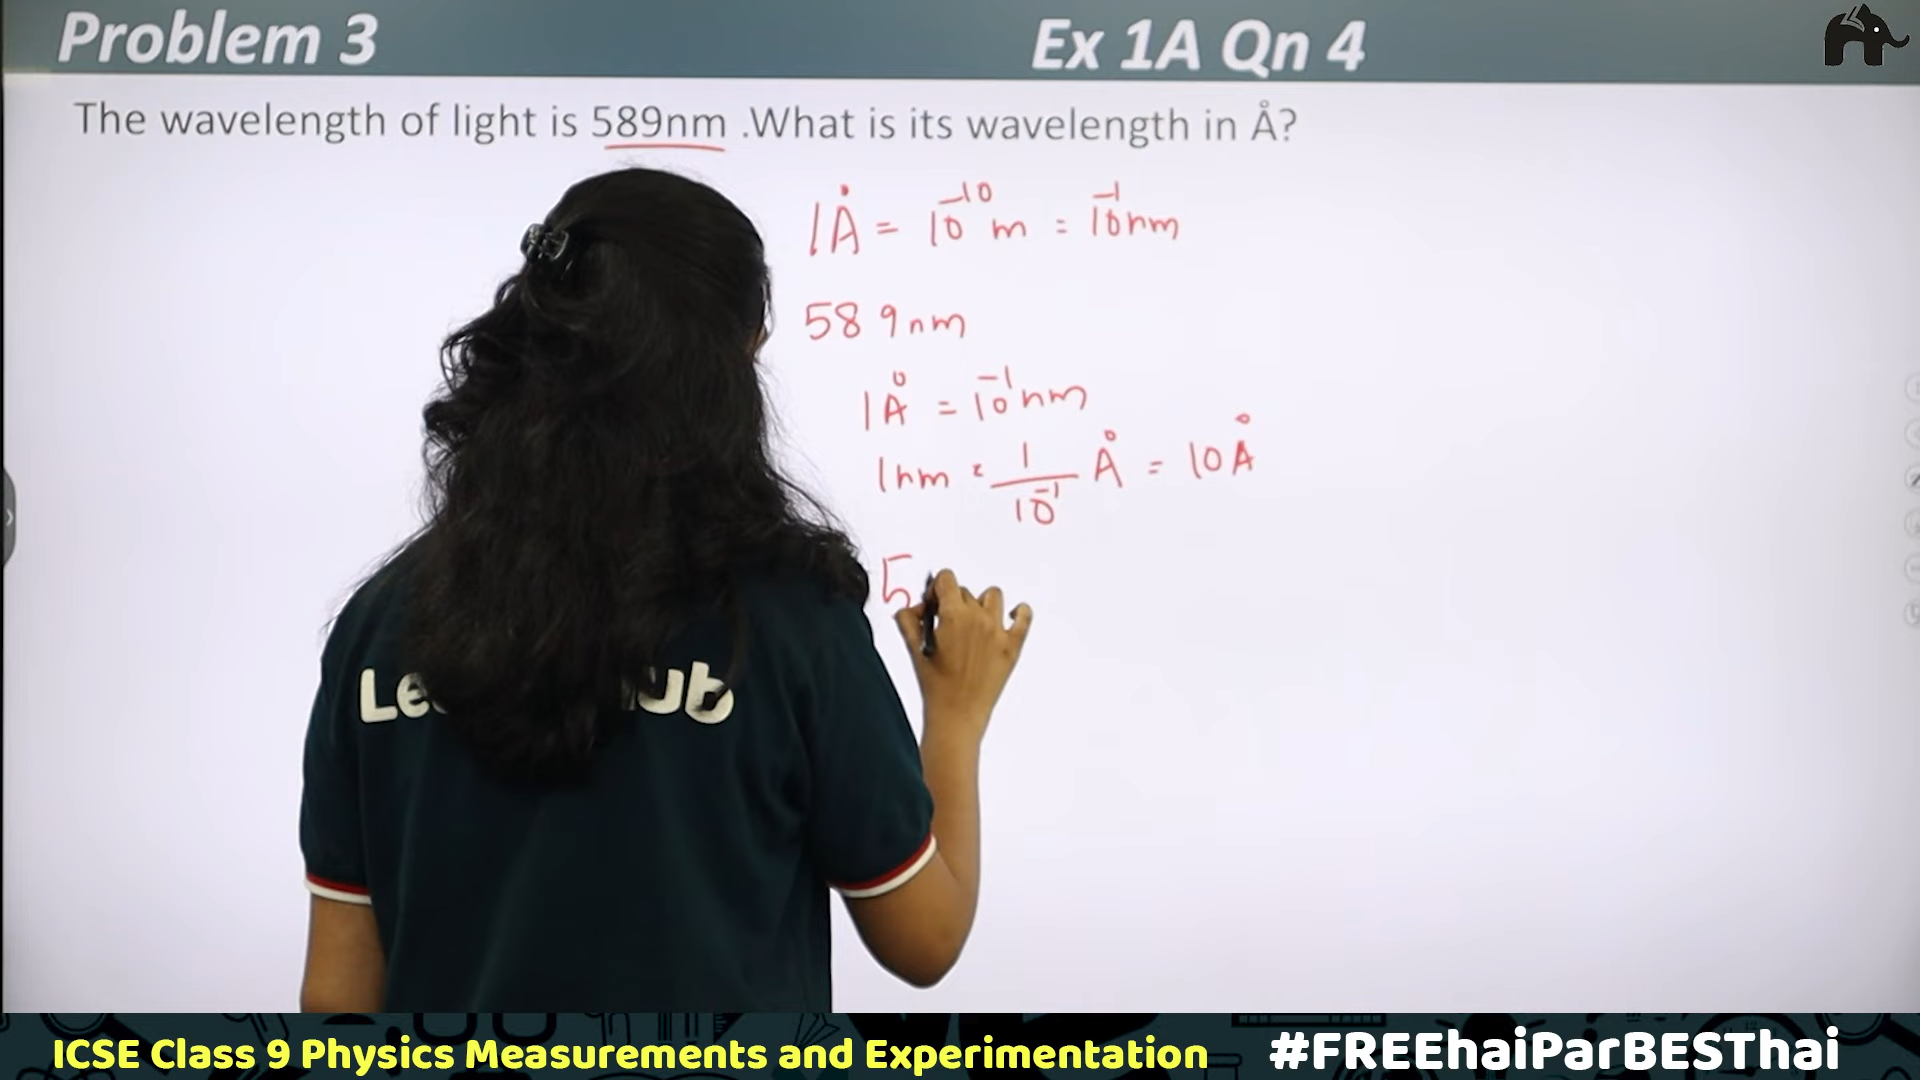 Problem 3
Ex 1A Qn 4
The wavelength of light is 589nm .What is its wavelength in Å?
1Å = 10⁻¹⁰ m = 10⁻¹nm
589nm
1Å = 10⁻¹nm
1nm = 1/10⁻¹ Å = 10Å
5
ICSE Class 9 Physics Measurements and Experimentation
#FREEhaiParBESThai